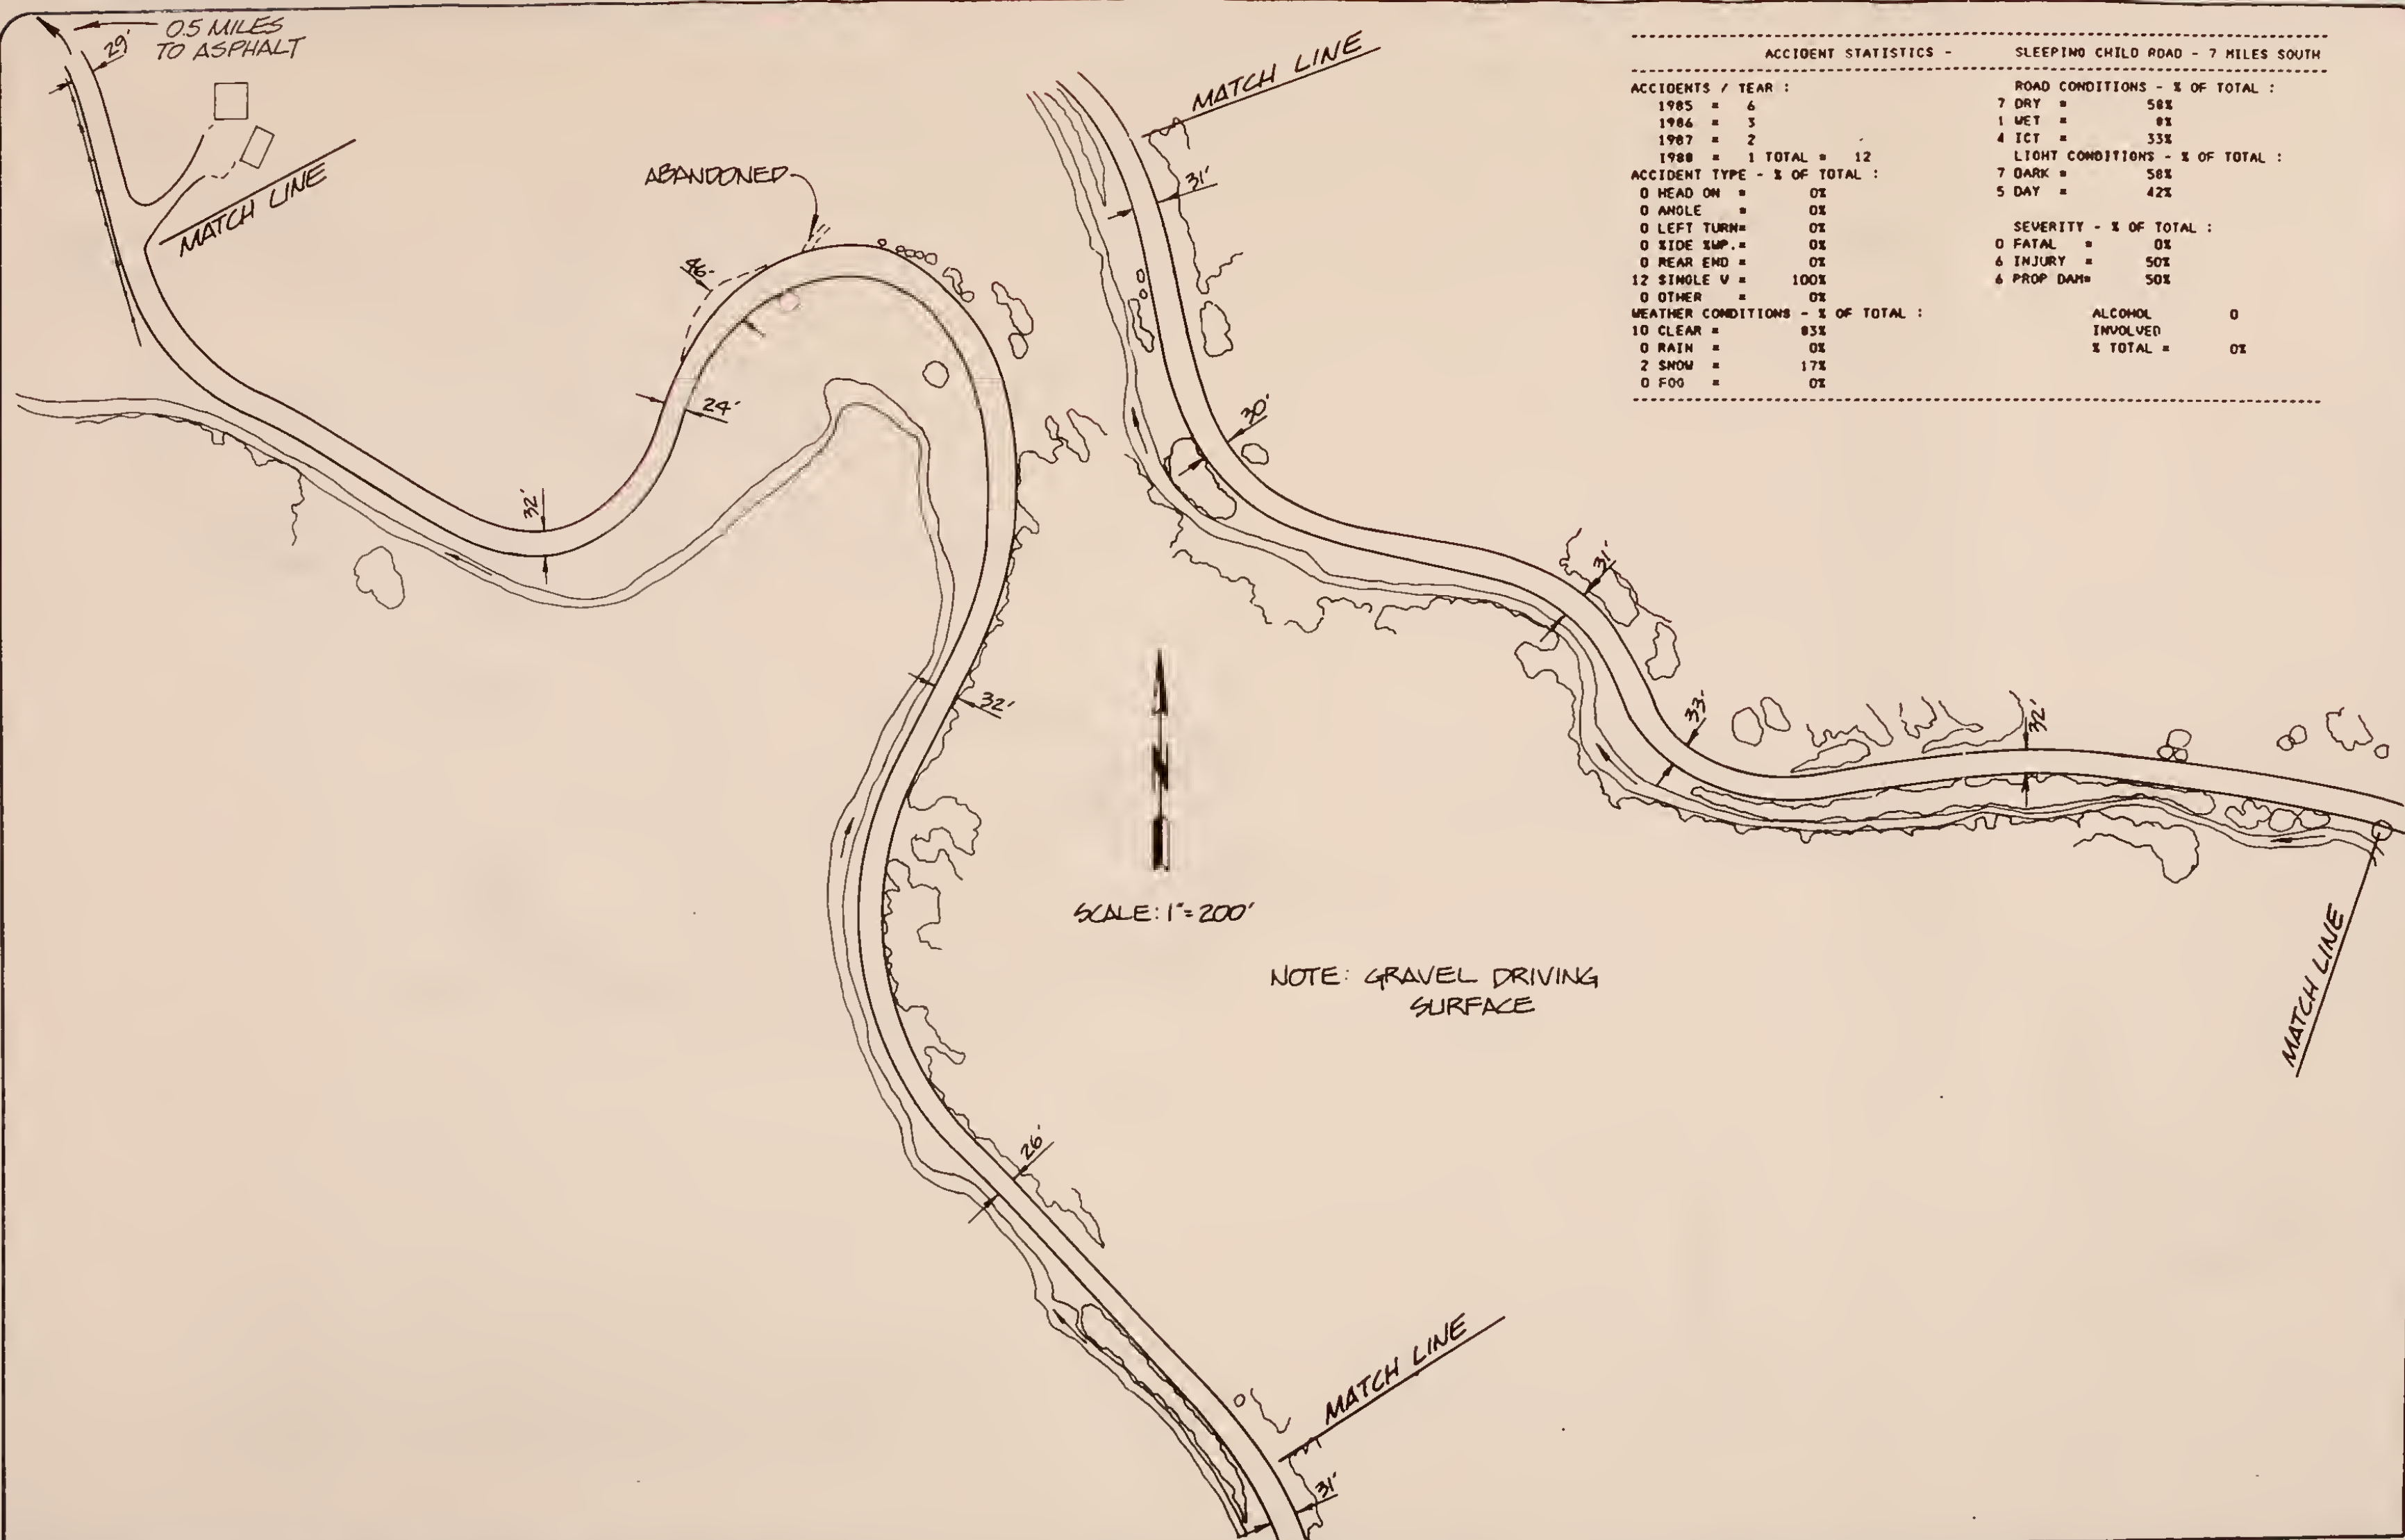 0.5 MILES
TO ASPHALT
29'
MATCH LINE
ABANDONED
24'
32'
32'
26'
MATCH LINE
31'
MATCH LINE
31'
30'
31'
33'
32'
MATCH LINE
SCALE: 1"=200'
N
NOTE: GRAVEL DRIVING
SURFACE
ACCIDENT STATISTICS - SLEEPING CHILD ROAD - 7 MILES SOUTH
ACCIDENTS / YEAR :
1985 = 6
1986 = 3
1987 = 2
1988 = 1 TOTAL = 12
ACCIDENT TYPE - % OF TOTAL :
0 HEAD ON = 0%
0 ANGLE = 0%
0 LEFT TURN= 0%
0 SIDE SWP.= 0%
0 REAR END = 0%
12 SINGLE V = 100%
0 OTHER = 0%
WEATHER CONDITIONS - % OF TOTAL :
10 CLEAR = 83%
0 RAIN = 0%
2 SNOW = 17%
0 FOG = 0%
ROAD CONDITIONS - % OF TOTAL :
7 DRY = 58%
1 WET = 8%
4 ICY = 33%
LIGHT CONDITIONS - % OF TOTAL :
7 DARK = 58%
5 DAY = 42%
SEVERITY - % OF TOTAL :
0 FATAL = 0%
6 INJURY = 50%
6 PROP DAM= 50%
ALCOHOL 0
INVOLVED
% TOTAL = 0%